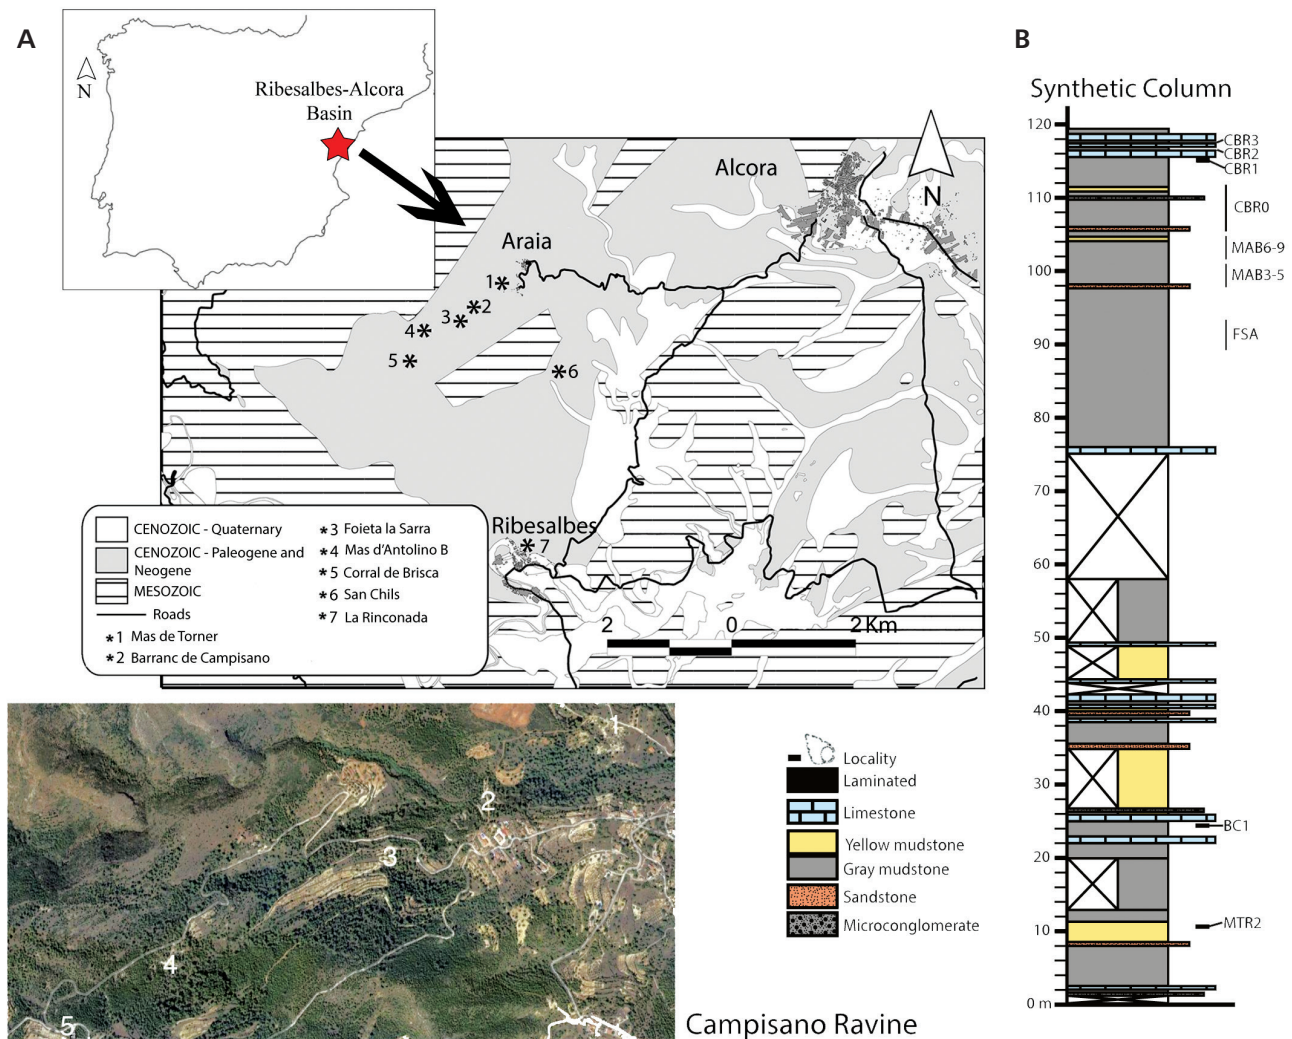 A
N
Ribesalbes-Alcora
Basin
Alcora
N
Araia
1
2
3
4
5
6
Ribesalbes
7
2
0
2 Km
CENOZOIC - Quaternary
CENOZOIC - Paleogene and
Neogene
MESOZOIC
Roads
*1 Mas de Torner
*2 Barranc de Campisano
*3 Foieta la Sarra
*4 Mas d'Antolino B
*5 Corral de Brisca
*6 San Chils
*7 La Rinconada
1
2
3
4
5
Campisano Ravine
Locality
Laminated
Limestone
Yellow mudstone
Gray mudstone
Sandstone
Microconglomerate
B
Synthetic Column
120
110
100
90
80
70
60
50
40
30
20
10
0 m
CBR3
CBR2
CBR1
CBR0
MAB6-9
MAB3-5
FSA
BC1
MTR2